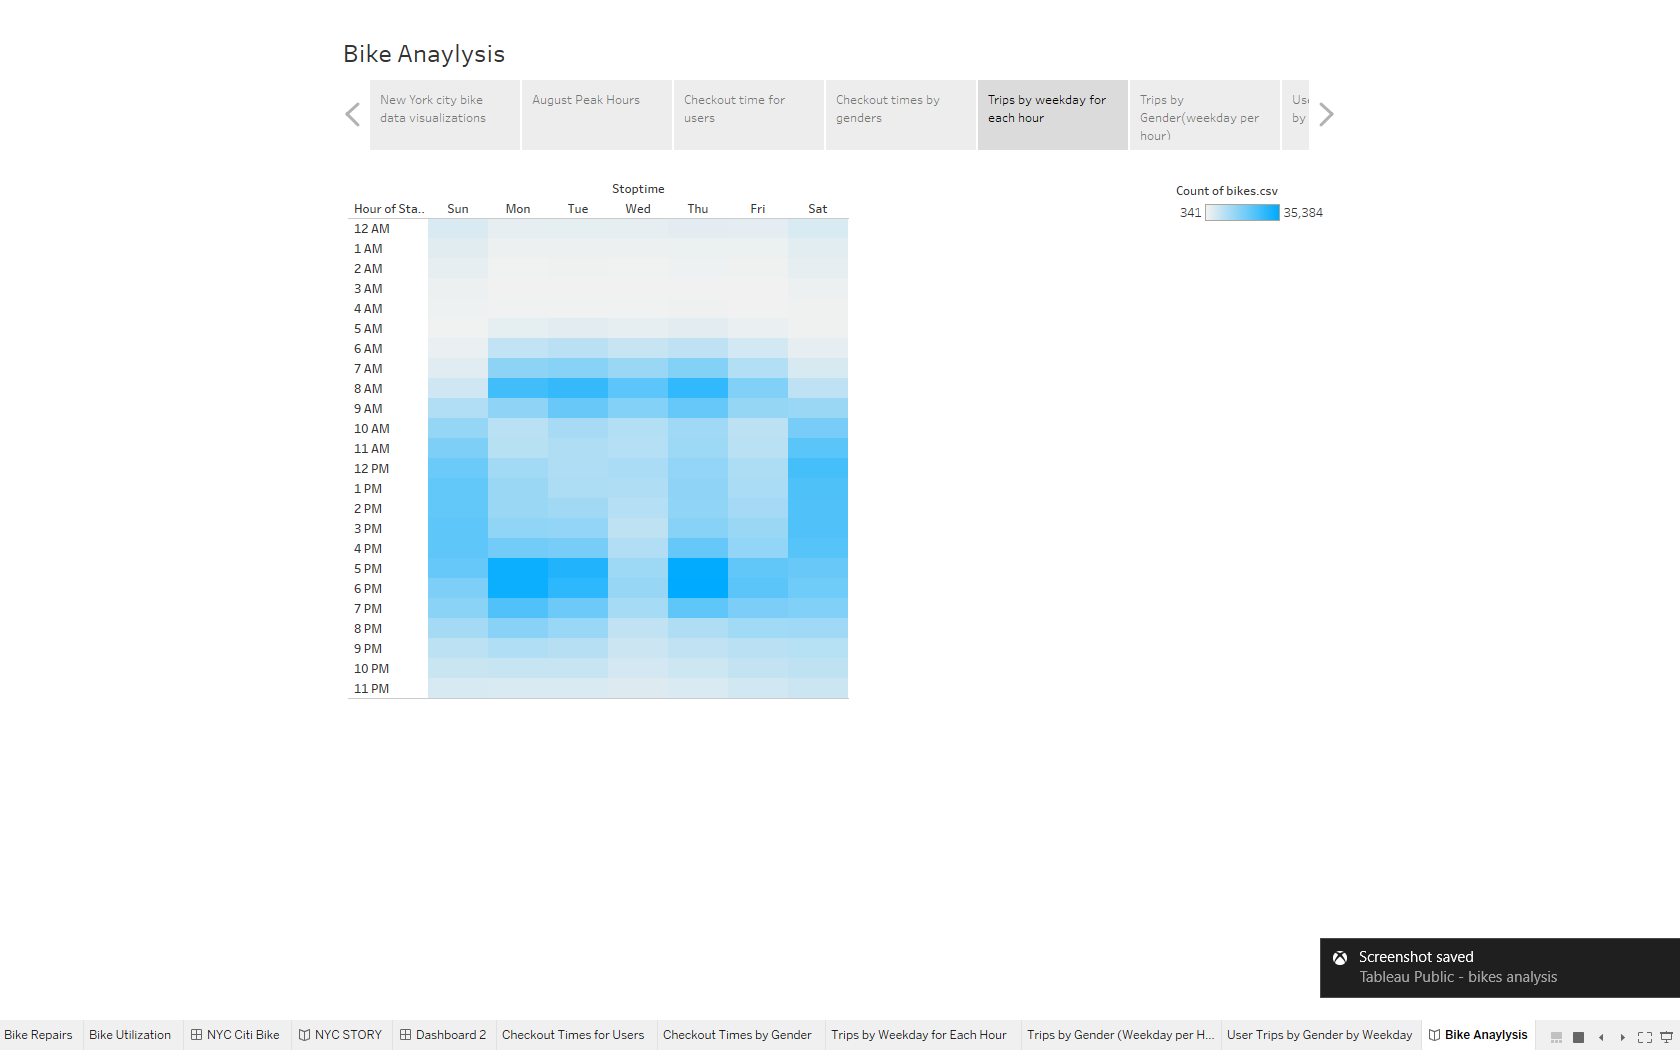 Bike Anaylysis
New York city bike
data visualizations
August Peak Hours
Checkout time for
users
Checkout times by
genders
Trips by weekday for
each hour
Trips by
Gender(weekday per
hour)
by
Stoptime
Hour of Sta.. Sun Mon Tue Wed Thu Fri Sat
12 AM
1 AM
2 AM
3 AM
4 AM
5 AM
6 AM
7 AM
8 AM
9 AM
10 AM
11 AM
12 PM
1 PM
2 PM
3 PM
4 PM
5 PM
6 PM
7 PM
8 PM
9 PM
10 PM
11 PM
Count of bikes.csv
341 35,384
Screenshot saved
Tableau Public - bikes analysis
Bike Repairs Bike Utilization NYC Citi Bike NYC STORY Dashboard 2 Checkout Times for Users Checkout Times by Gender Trips by Weekday for Each Hour Trips by Gender (Weekday per H... User Trips by Gender by Weekday Bike Anaylysis